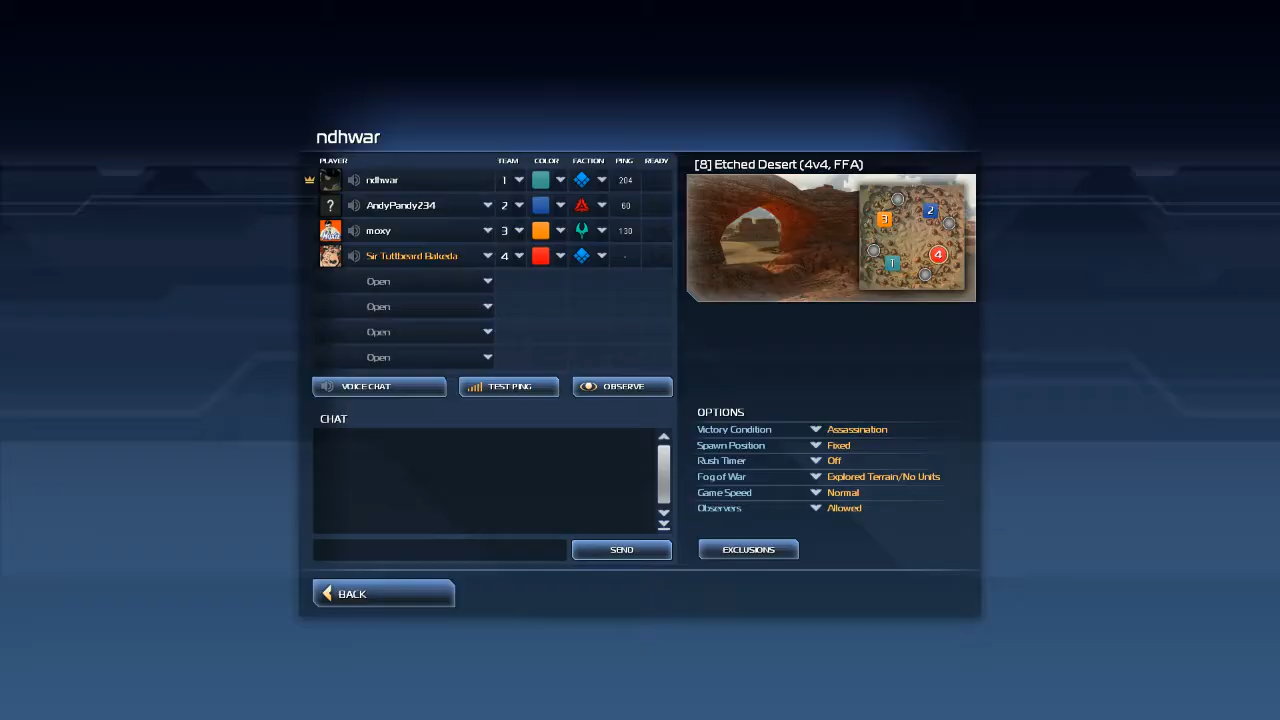 ndhwar
PLAYER TEAM COLOR FACTION PING READY
ndhwar 1 204
? AndyPandy234 2 60
moxy 3 130
Sir Tuttbeard Bakeda 4 -
Open
Open
Open
Open
VOICE CHAT TEST PING OBSERVE
CHAT
SEND
BACK
[8] Etched Desert (4v4, FFA)
3 2
1 4
OPTIONS
Victory Condition Assassination
Spawn Position Fixed
Rush Timer Off
Fog of War Explored Terrain/No Units
Game Speed Normal
Observers Allowed
EXCLUSIONS